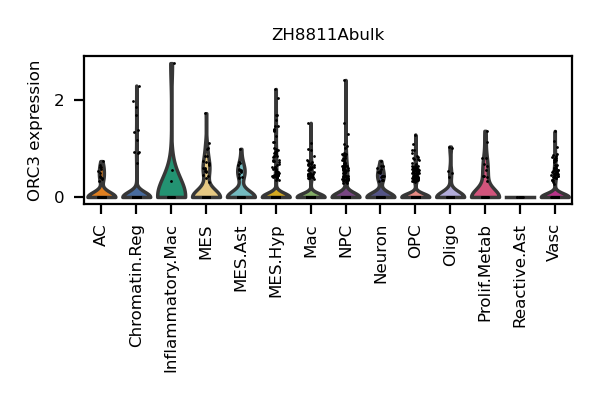 ZH8811Abulk
ORC3 expression
2
0
AC
Chromatin.Reg
Inflammatory.Mac
MES
MES.Ast
MES.Hyp
Mac
NPC
Neuron
OPC
Oligo
Prolif.Metab
Reactive.Ast
Vasc